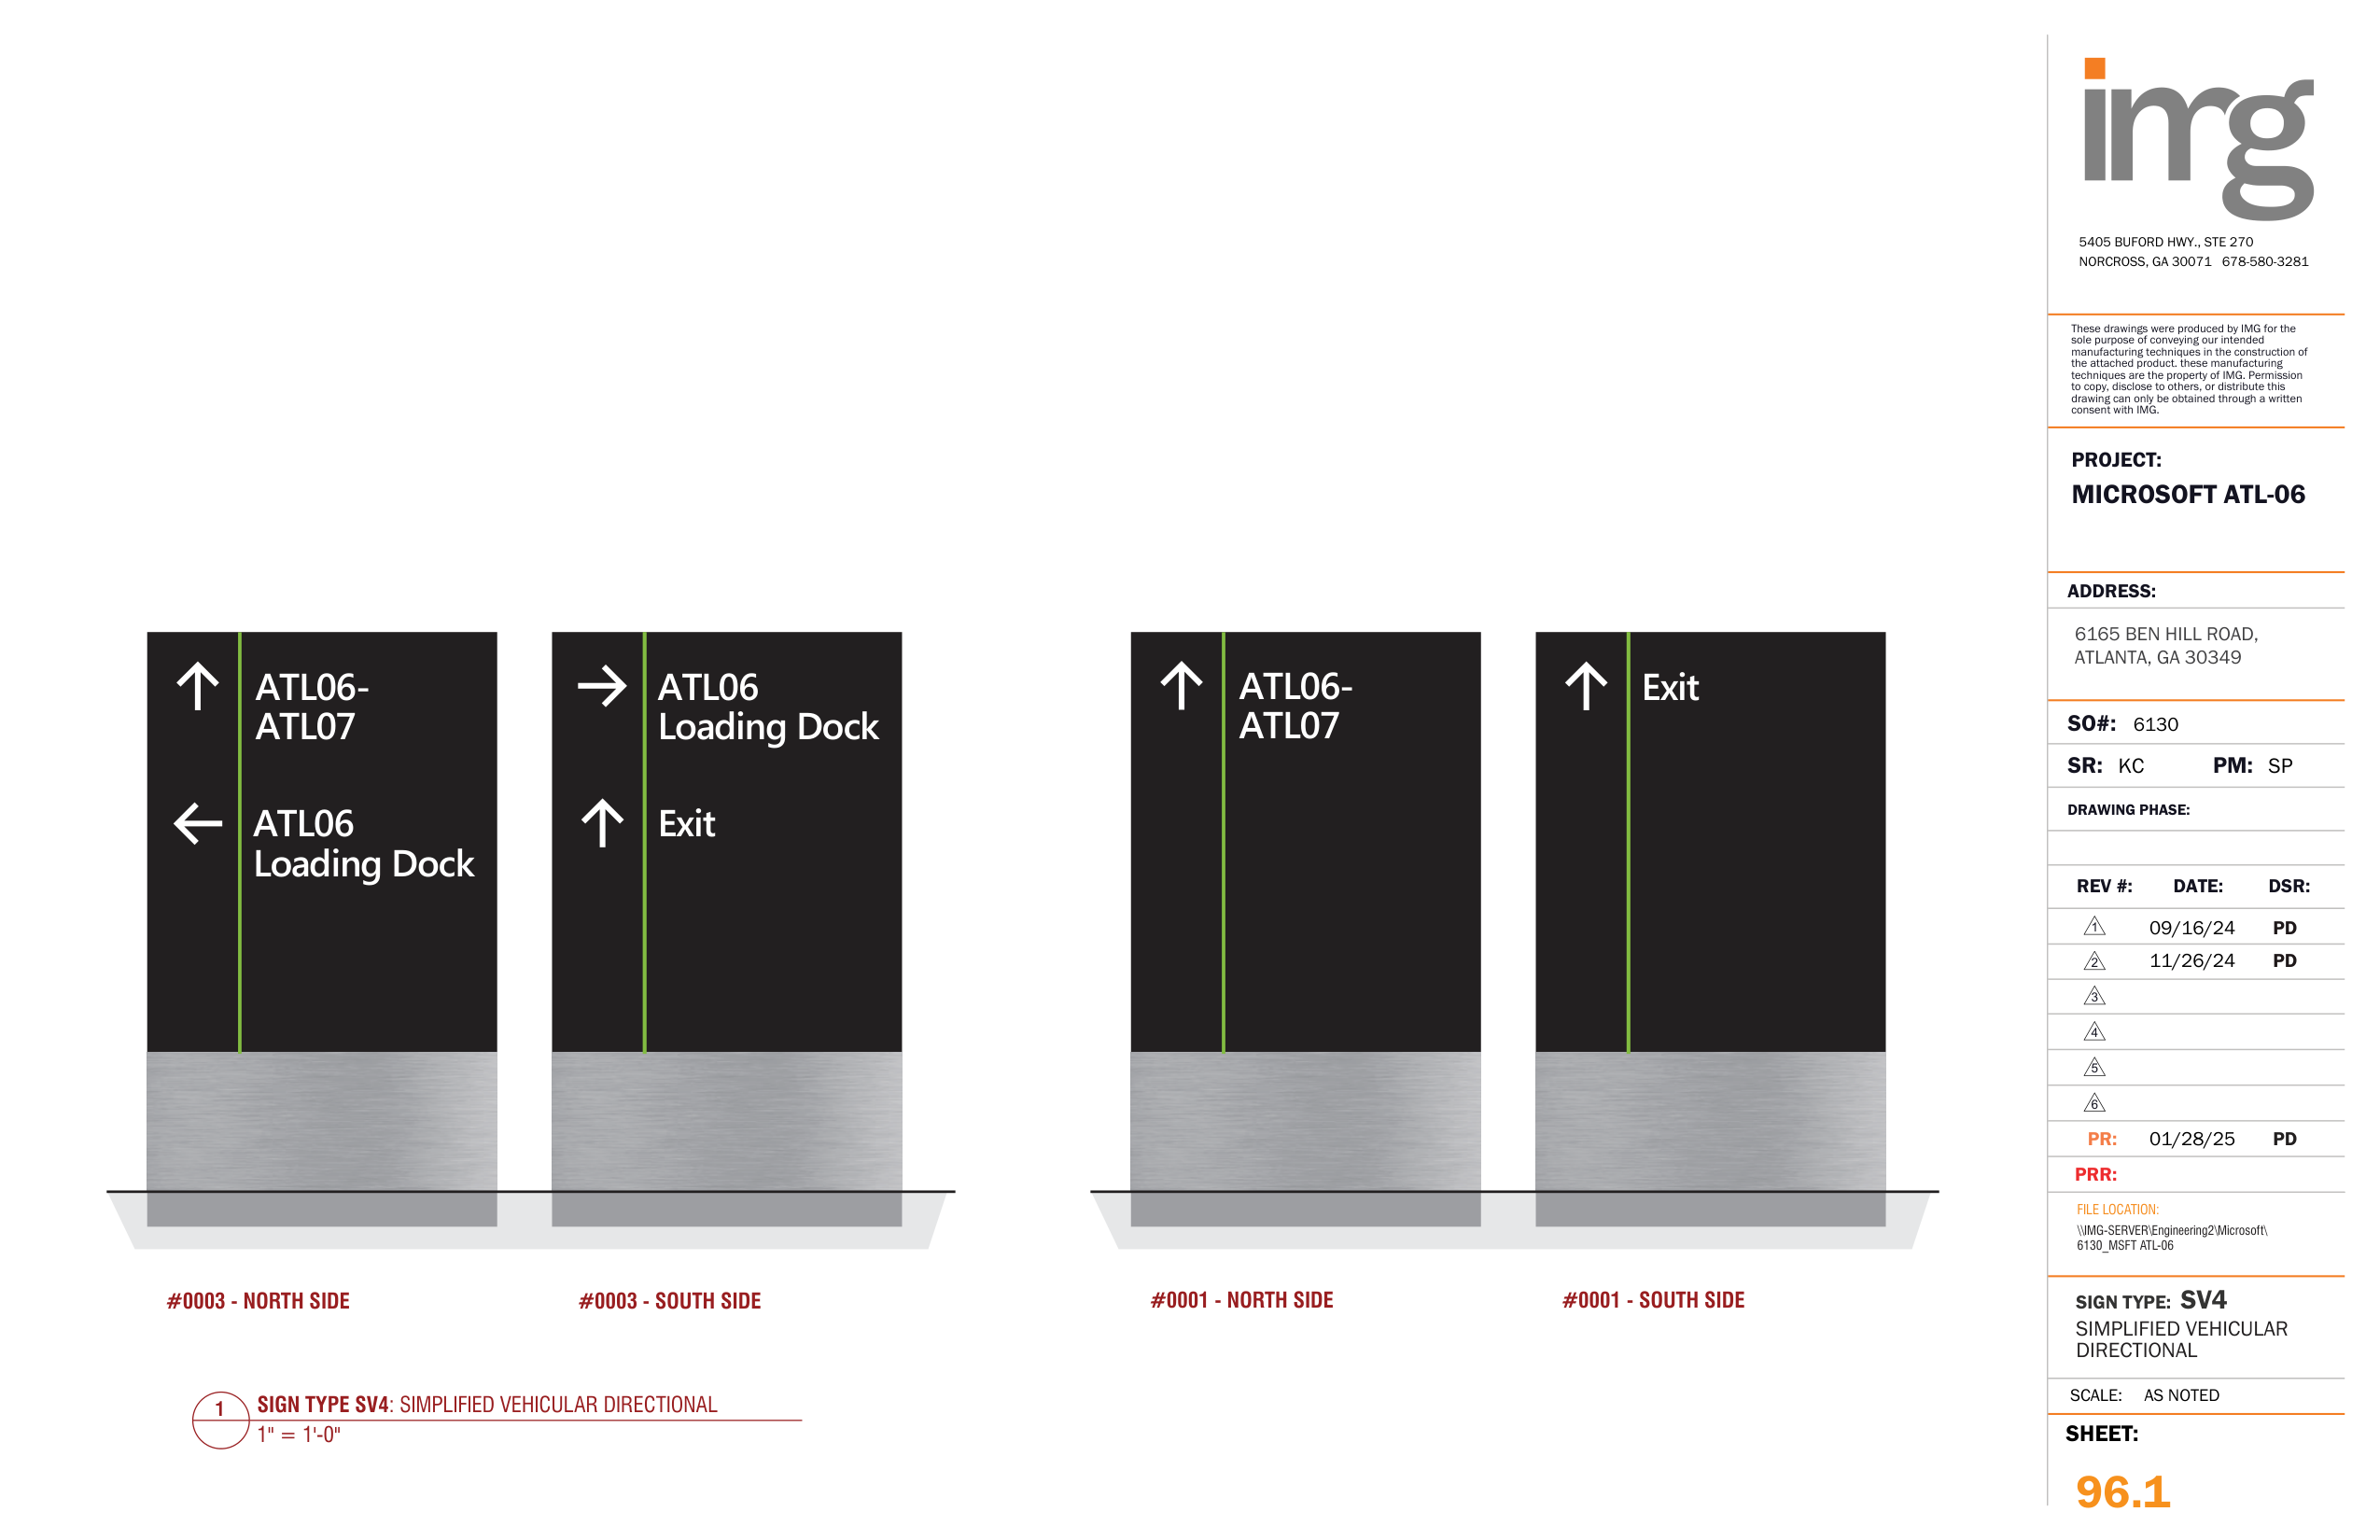 ATL06-
ATL07
ATL06
Loading Dock
ATL06
Loading Dock
Exit
ATL06-
ATL07
Exit
#0003 - NORTH SIDE
#0003 - SOUTH SIDE
#0001 - NORTH SIDE
#0001 - SOUTH SIDE
1
SIGN TYPE SV4: SIMPLIFIED VEHICULAR DIRECTIONAL
1" = 1'-0"
img
5405 BUFORD HWY., STE 270
NORCROSS, GA 30071 678-580-3281
These drawings were produced by IMG for the
sole purpose of conveying our intended
manufacturing techniques in the construction of
the attached product. these manufacturing
techniques are the property of IMG. Permission
to copy, disclose to others, or distribute this
drawing can only be obtained through a written
consent with IMG.
PROJECT:
MICROSOFT ATL-06
ADDRESS:
6165 BEN HILL ROAD,
ATLANTA, GA 30349
SO#: 6130
SR: KC PM: SP
DRAWING PHASE:
REV #: DATE: DSR:
1 09/16/24 PD
2 11/26/24 PD
3
4
5
6
PR: 01/28/25 PD
PRR:
FILE LOCATION:
\\IMG-SERVER\Engineering2\Microsoft\
6130_MSFT ATL-06
SIGN TYPE: SV4
SIMPLIFIED VEHICULAR
DIRECTIONAL
SCALE: AS NOTED
SHEET:
96.1